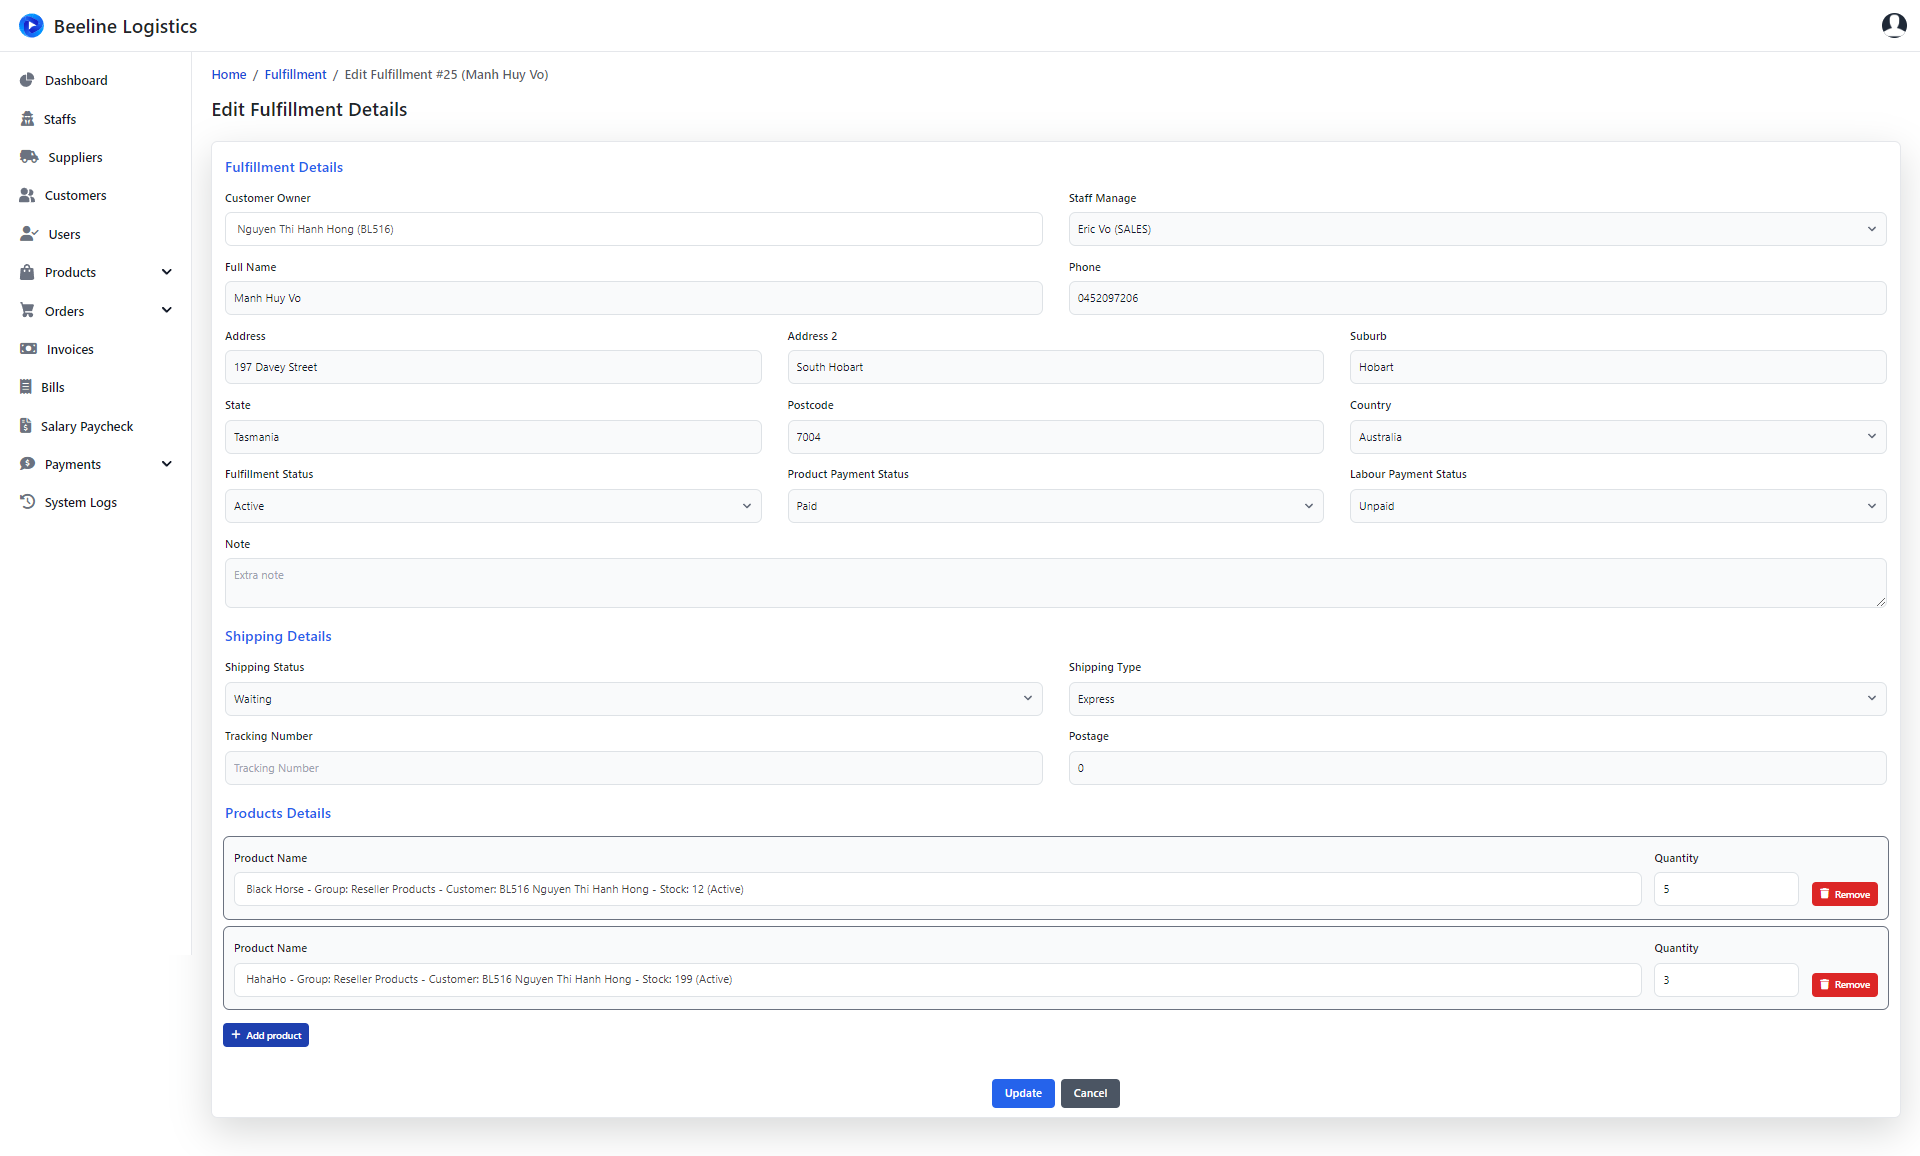 Beeline Logistics
Dashboard
Staffs
Suppliers
Customers
Users
Products
Orders
Invoices
Bills
Salary Paycheck
Payments
System Logs
Home / Fulfillment / Edit Fulfillment #25 (Manh Huy Vo)
Edit Fulfillment Details
Fulfillment Details
Customer Owner
Staff Manage
Nguyen Thi Hanh Hong (BL516)
Eric Vo (SALES)
Full Name
Phone
Manh Huy Vo
0452097206
Address
Address 2
Suburb
197 Davey Street
South Hobart
Hobart
State
Postcode
Country
Tasmania
7004
Australia
Fulfillment Status
Product Payment Status
Labour Payment Status
Active
Paid
Unpaid
Note
Extra note
Shipping Details
Shipping Status
Shipping Type
Waiting
Express
Tracking Number
Postage
Tracking Number
0
Products Details
Product Name
Quantity
Black Horse - Group: Reseller Products - Customer: BL516 Nguyen Thi Hanh Hong - Stock: 12 (Active)
5
Remove
Product Name
Quantity
HahaHo - Group: Reseller Products - Customer: BL516 Nguyen Thi Hanh Hong - Stock: 199 (Active)
3
Remove
+ Add product
Update
Cancel